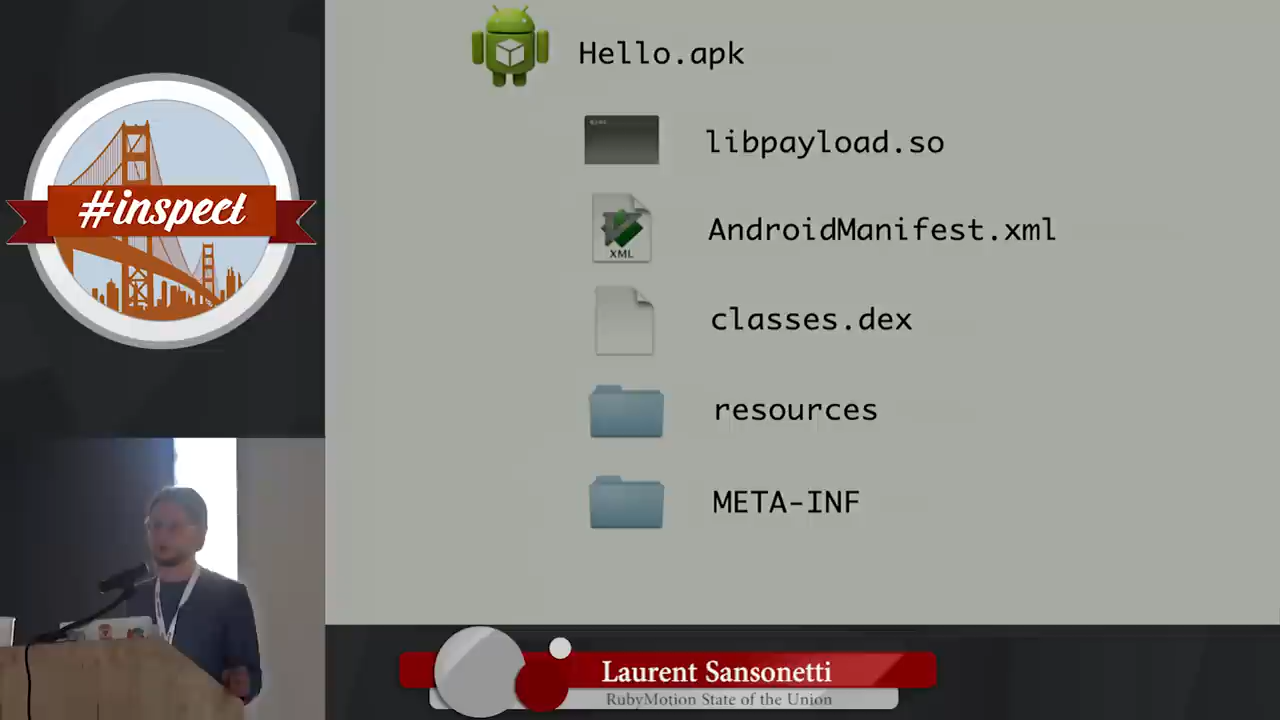 Hello.apk
#inspect
libpayload.so
AndroidManifest.xml
XML
classes.dex
resources
META-INF
Laurent Sansonetti
RubyMotion State of the Union